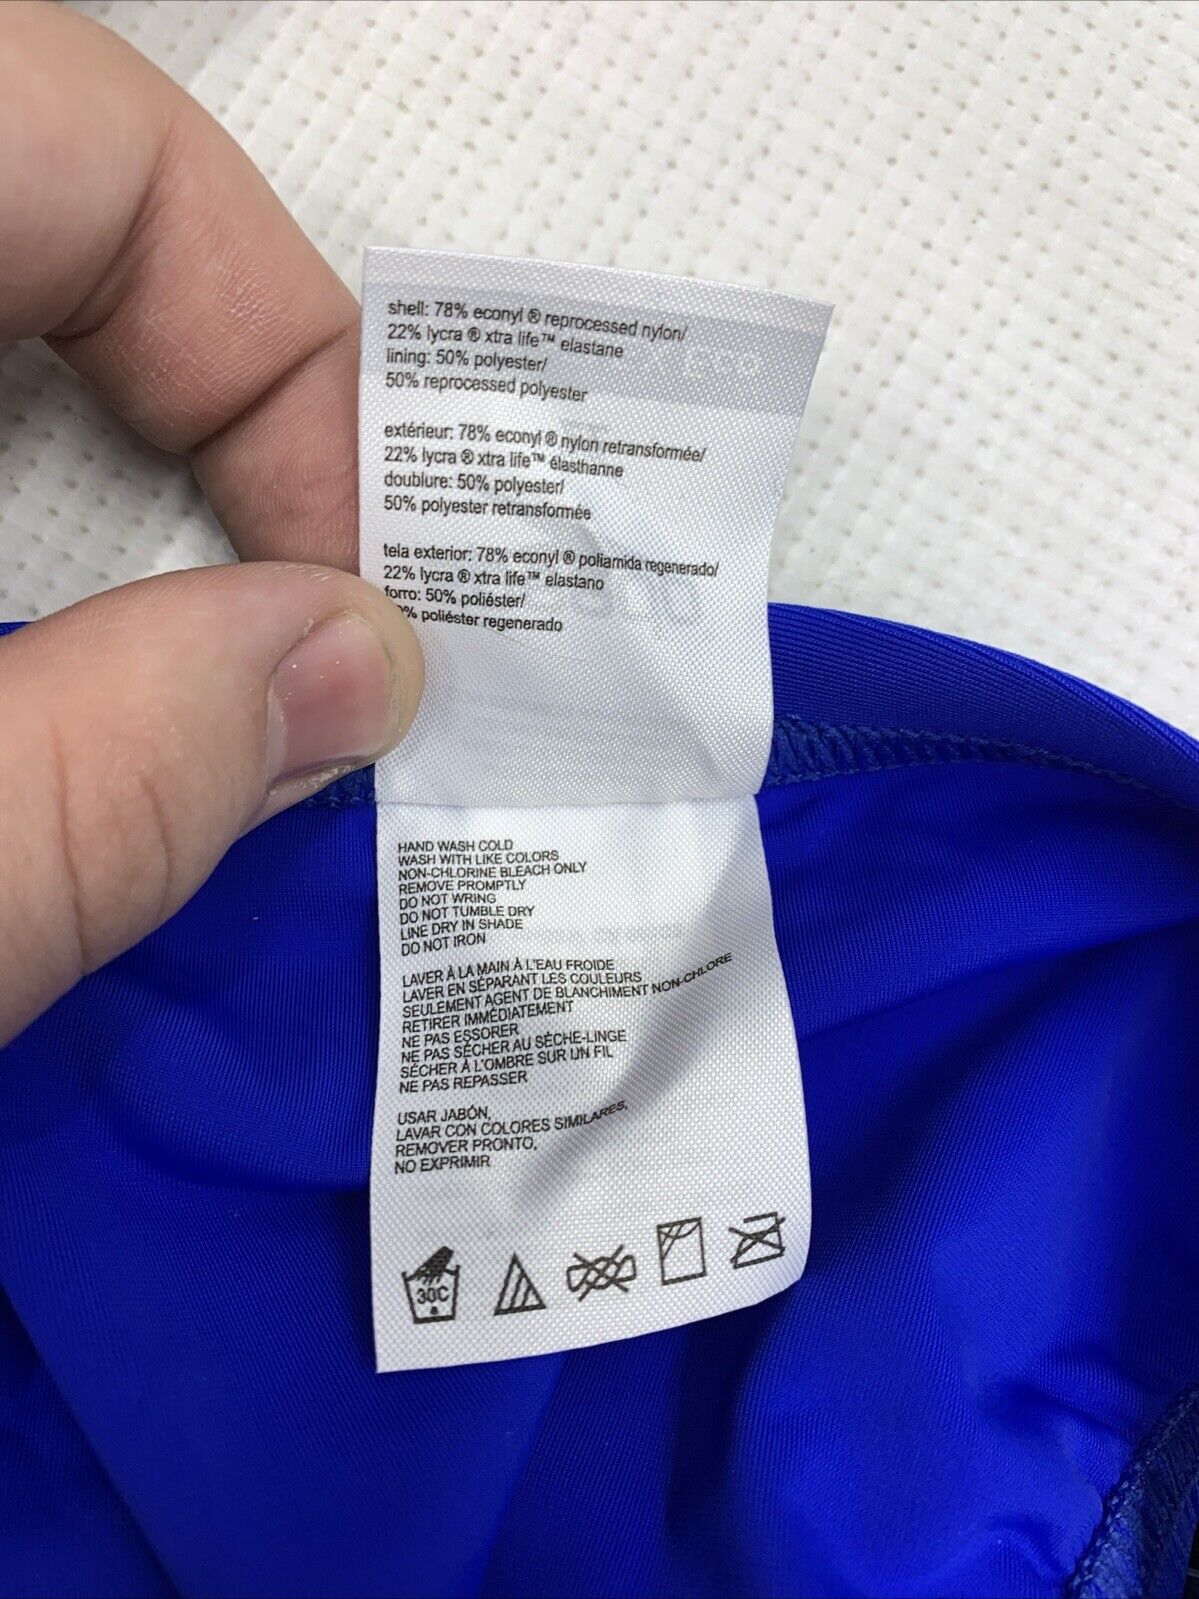 shell: 78% econyl ® reprocessed nylon/
22% lycra ® xtra life™ elastane
lining: 50% polyester/
50% reprocessed polyester
extérieur: 78% econyl ® nylon retransformée/
22% lycra ® xtra life™ élasthanne
doublure: 50% polyester/
50% polyester retransformée
tela exterior: 78% econyl ® poliamida regenerado/
22% lycra ® xtra life™ elastano
forro: 50% poliéster/
0% poliéster regenerado
HAND WASH COLD
WASH WITH LIKE COLORS
NON-CHLORINE BLEACH ONLY
REMOVE PROMPTLY
DO NOT WRING
DO NOT TUMBLE DRY
LINE DRY IN SHADE
DO NOT IRON
LAVER À LA MAIN À L'EAU FROIDE
LAVER EN SÉPARANT LES COULEURS
SEULEMENT AGENT DE BLANCHIMENT NON-CHLORE
RETIRER IMMÉDIATEMENT
NE PAS ESSORER
NE PAS SÉCHER AU SÈCHE-LINGE
SÉCHER À L'OMBRE SUR UN FIL
NE PAS REPASSER
USAR JABÓN,
LAVAR CON COLORES SIMILARES,
REMOVER PRONTO,
NO EXPRIMIR
30C